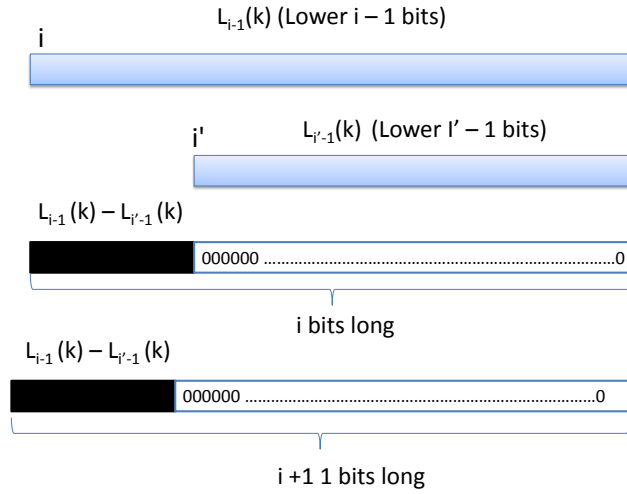 L_{i-1}(k) (Lower i – 1 bits)
i
i'
L_{i'-1}(k) (Lower I' – 1 bits)
L_{i-1} (k) – L_{i'-1} (k)
000000 ……………………………………………………………………………0
i bits long
L_{i-1} (k) – L_{i'-1} (k)
000000 …………………………………………………………………………0
i +1 1 bits long